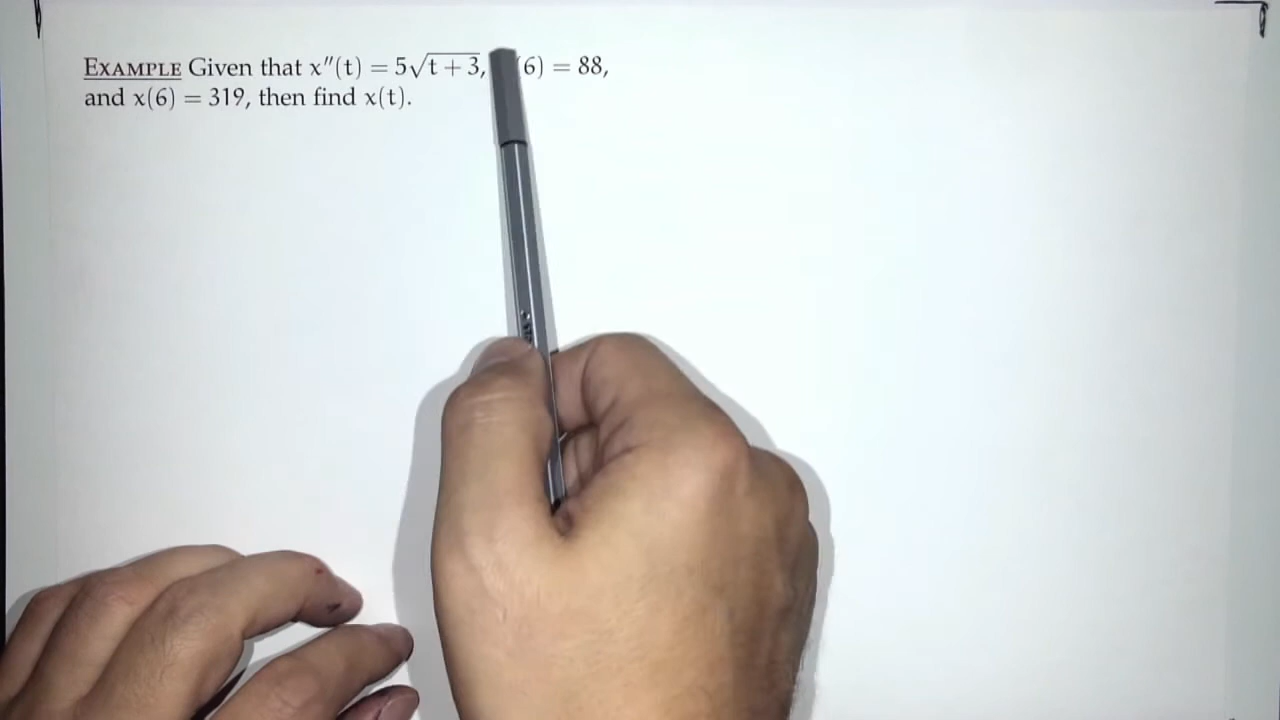 EXAMPLE Given that x″(t) = 5√(t + 3), (6) = 88,
and x(6) = 319, then find x(t).